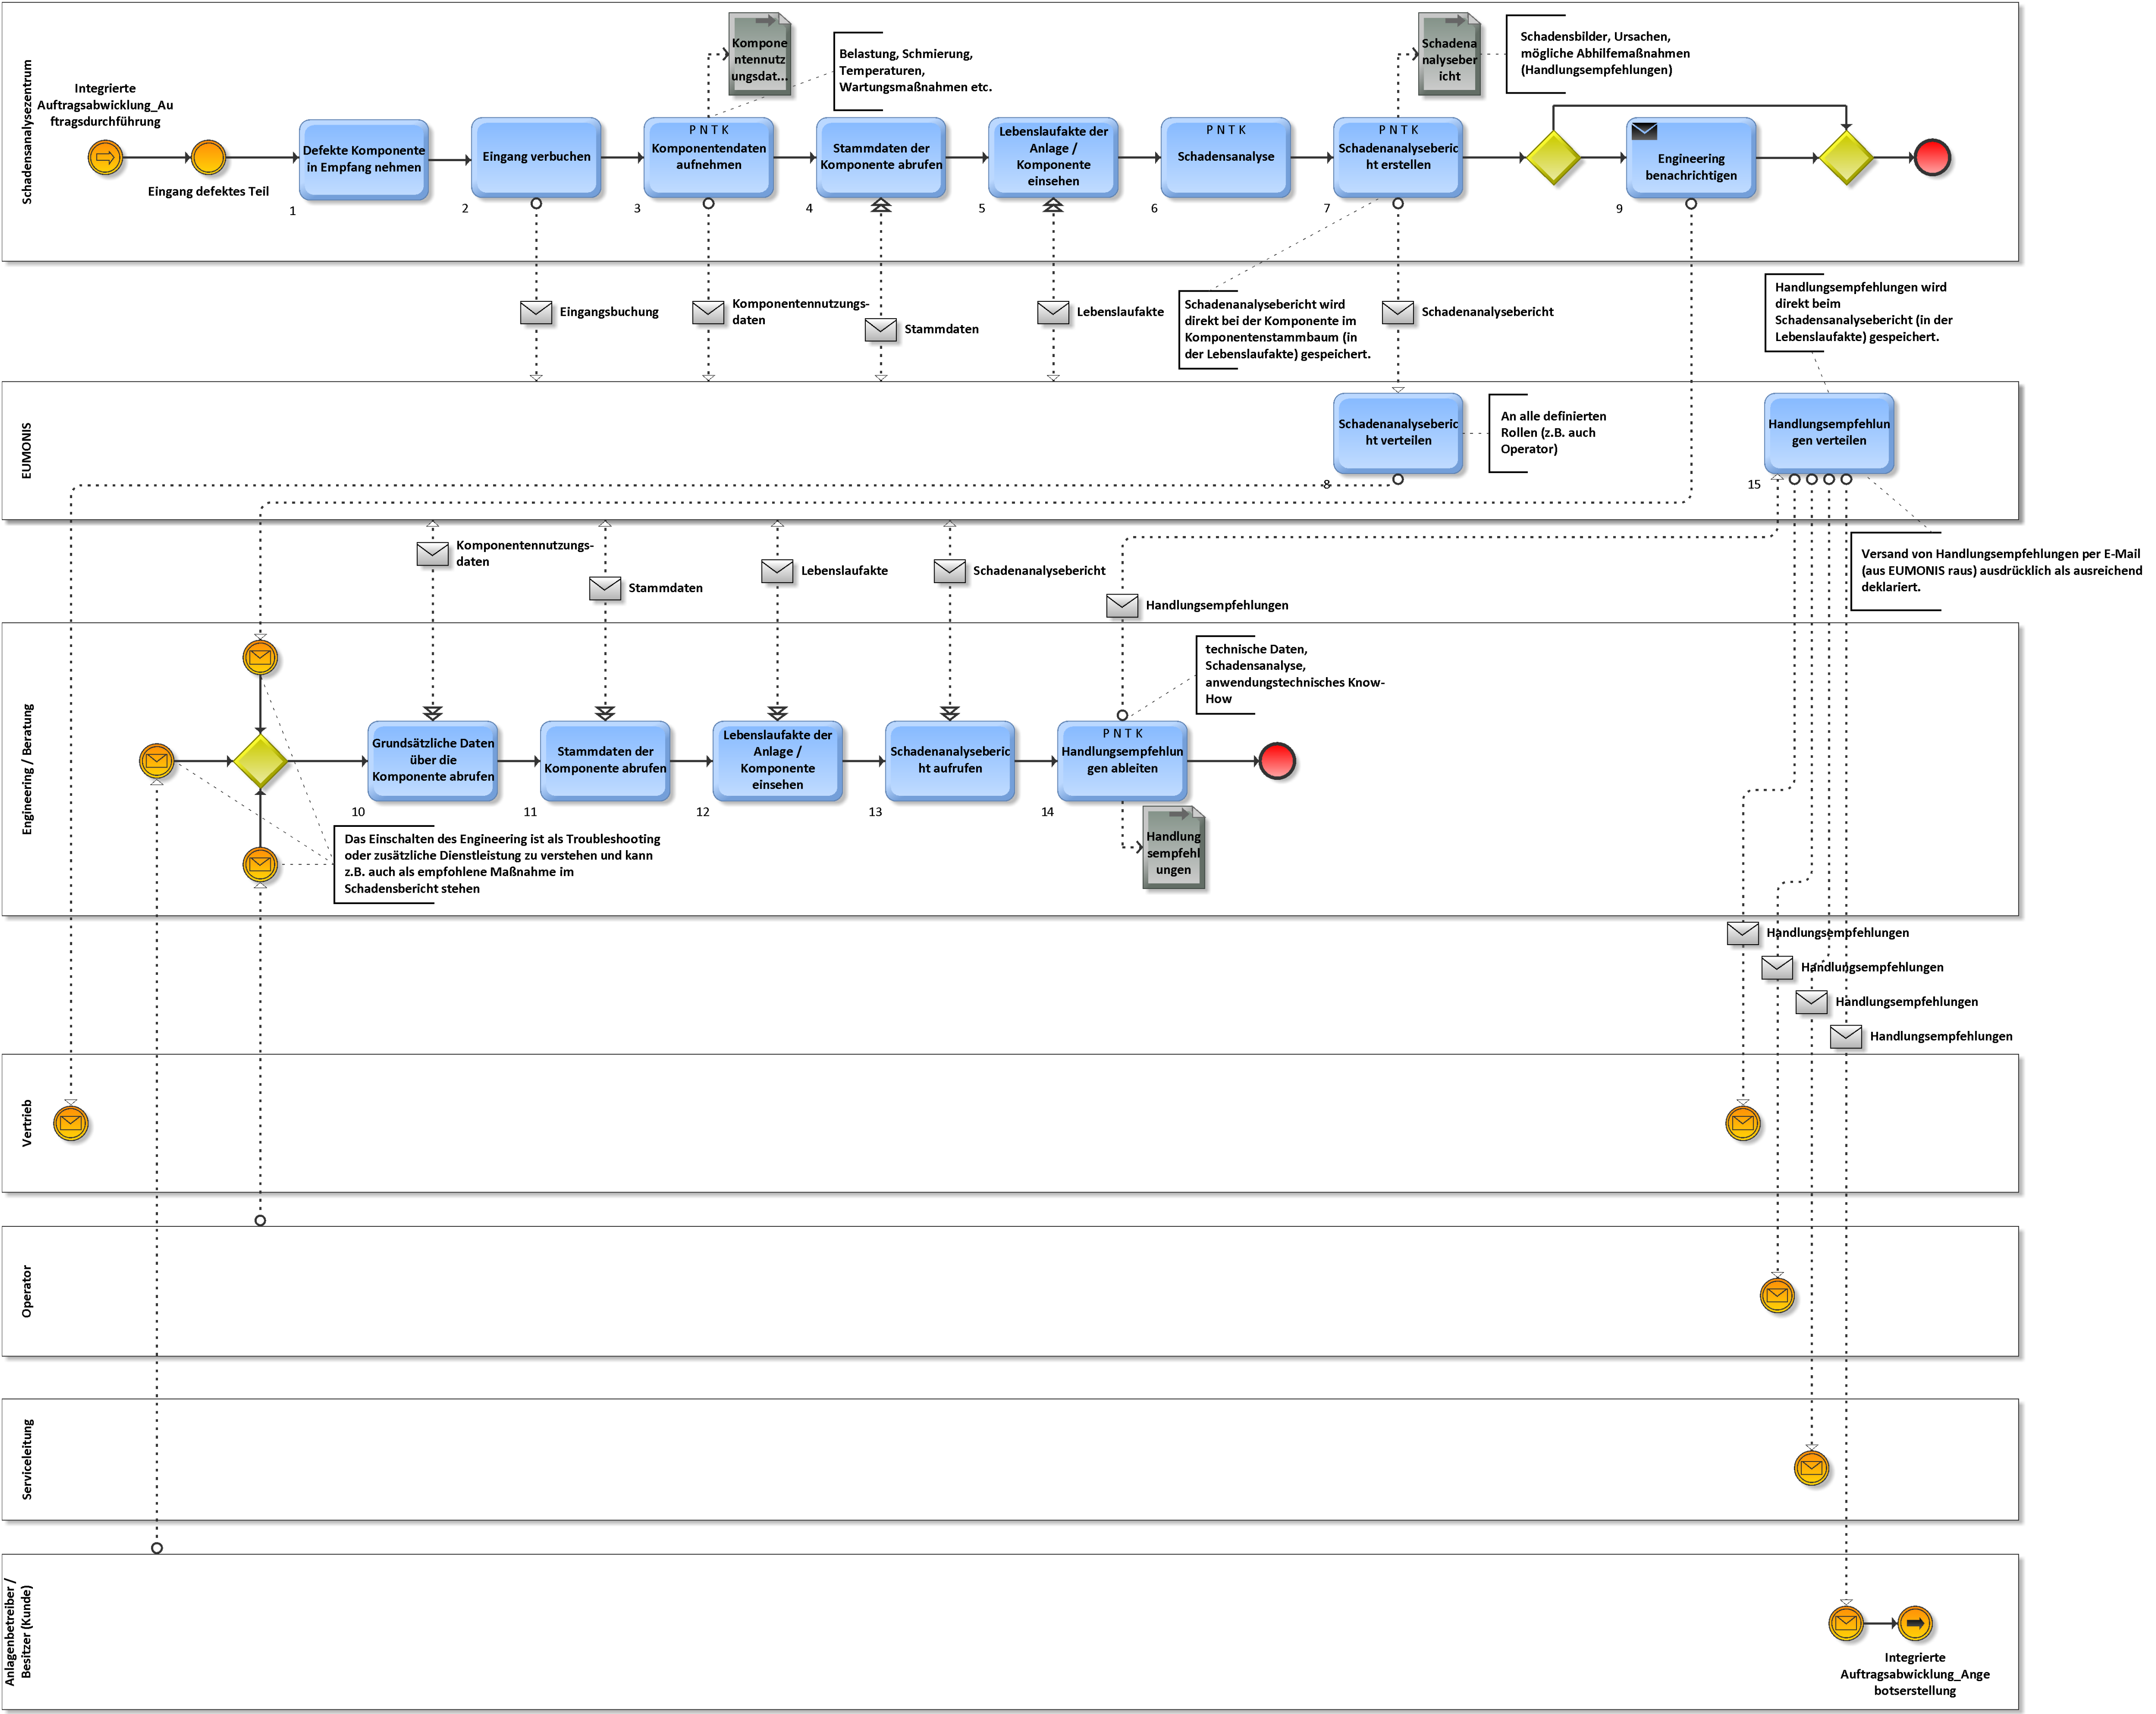 Schadensanalysezentrum
Integrierte
Auftragsabwicklung_Au
ftragsdurchführung
Eingang defektes Teil
Defekte Komponente
in Empfang nehmen
1
Eingang verbuchen
2
Kompone
ntennutz
ungsdat...
Belastung, Schmierung,
Temperaturen,
Wartungsmaßnahmen etc.
P N T K
Komponentendaten
aufnehmen
3
Stammdaten der
Komponente abrufen
4
Lebenslaufakte der
Anlage /
Komponente
einsehen
5
P N T K
Schadensanalyse
6
Schadena
nalyseber
icht
Schadensbilder, Ursachen,
mögliche Abhilfemaßnahmen
(Handlungsempfehlungen)
P N T K
Schadenanalyseberic
ht erstellen
7
Engineering
benachrichtigen
9
Eingangsbuchung
Komponentennutzungs-
daten
Stammdaten
Lebenslaufakte
Schadenanalysebericht wird
direkt bei der Komponente im
Komponentenstammbaum (in
der Lebenslaufakte) gespeichert.
Schadenanalysebericht
Handlungsempfehlungen wird
direkt beim
Schadensanalysebericht (in der
Lebenslaufakte) gespeichert.
EUMONIS
Schadenanalyseberic
ht verteilen
8
An alle definierten
Rollen (z.B. auch
Operator)
Handlungsempfehlun
gen verteilen
15
Komponentennutzungs-
daten
Stammdaten
Lebenslaufakte
Schadenanalysebericht
Handlungsempfehlungen
Versand von Handlungsempfehlungen per E-Mail
(aus EUMONIS raus) ausdrücklich als ausreichend
deklariert.
Engineering / Beratung
technische Daten,
Schadensanalyse,
anwendungstechnisches Know-
How
Grundsätzliche Daten
über die
Komponente abrufen
10
Stammdaten der
Komponente abrufen
11
Lebenslaufakte der
Anlage /
Komponente
einsehen
12
Schadenanalyseberic
ht aufrufen
13
P N T K
Handlungsempfehlun
gen ableiten
14
Handlung
sempfehl
ungen
Das Einschalten des Engineering ist als Troubleshooting
oder zusätzliche Dienstleistung zu verstehen und kann
z.B. auch als empfohlene Maßnahme im
Schadensbericht stehen
Handlungsempfehlungen
Handlungsempfehlungen
Handlungsempfehlungen
Handlungsempfehlungen
Vertrieb
Operator
Serviceleitung
Anlagenbetreiber /
Besitzer (Kunde)
Integrierte
Auftragsabwicklung_Ange
botserstellung